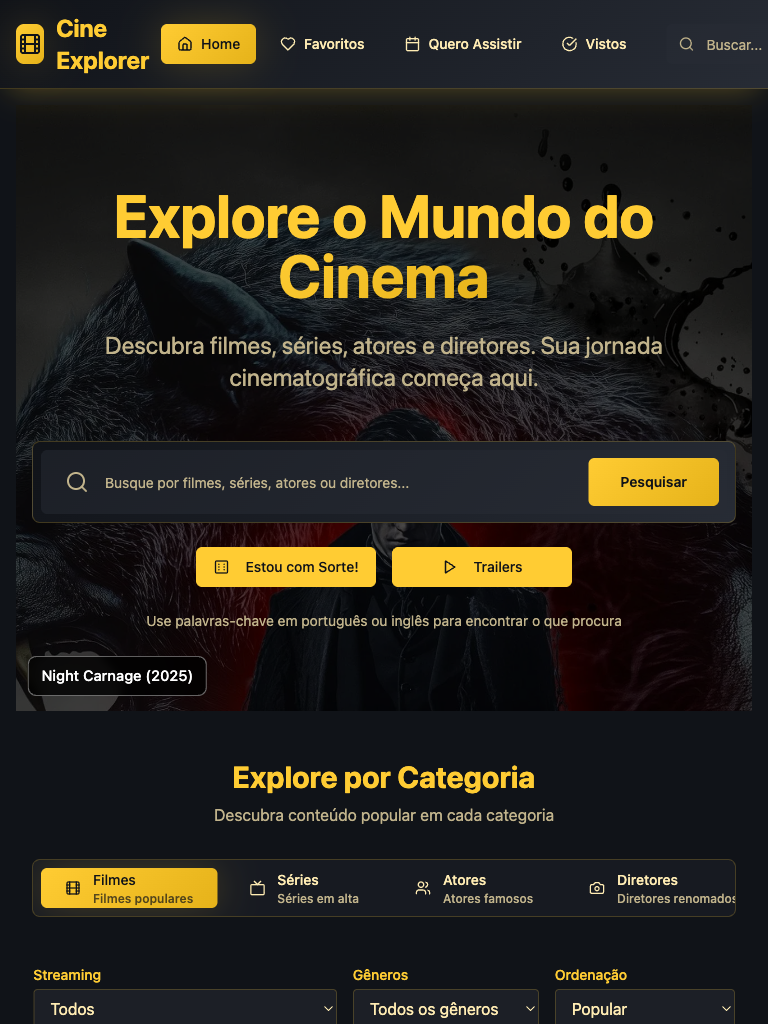 Cine
Explorer
Home
Favoritos
Quero Assistir
Vistos
Buscar...
Explore o Mundo do
Cinema
Descubra filmes, séries, atores e diretores. Sua jornada
cinematográfica começa aqui.
Busque por filmes, séries, atores ou diretores...
Pesquisar
Estou com Sorte!
Trailers
Use palavras-chave em português ou inglês para encontrar o que procura
Night Carnage (2025)
Explore por Categoria
Descubra conteúdo popular em cada categoria
Filmes
Filmes populares
Séries
Séries em alta
Atores
Atores famosos
Diretores
Diretores renomados
Streaming
Gêneros
Ordenação
Todos
Todos os gêneros
Popular